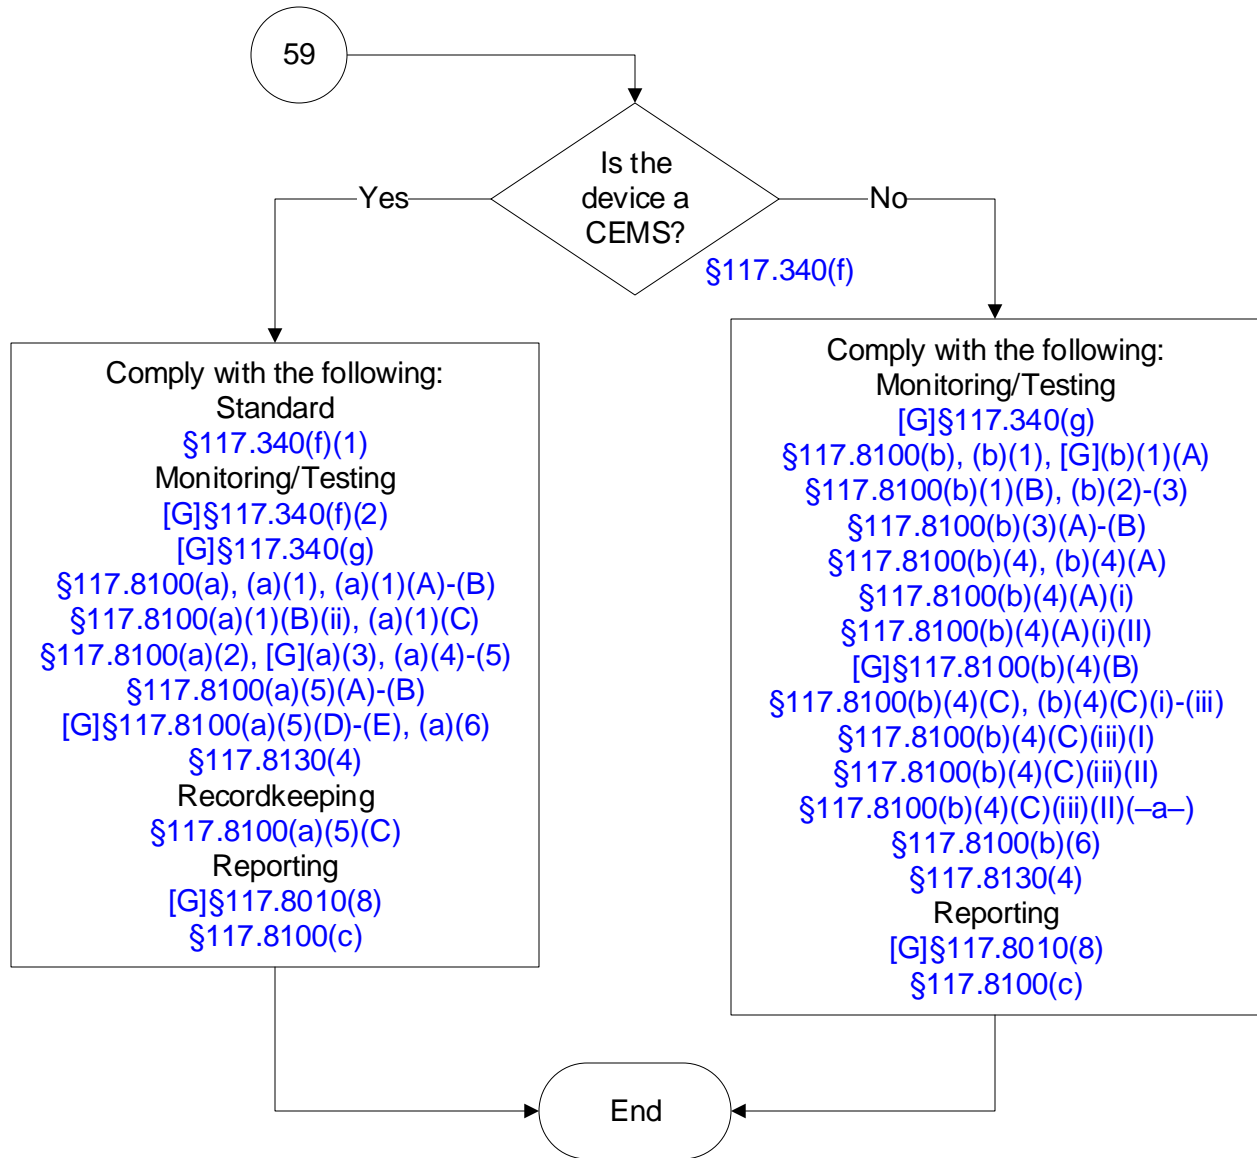 59
Is the
device a
CEMS?
Yes
No
§117.340(f)
Comply with the following:
Standard
§117.340(f)(1)
Monitoring/Testing
[G]§117.340(f)(2)
[G]§117.340(g)
§117.8100(a), (a)(1), (a)(1)(A)-(B)
§117.8100(a)(1)(B)(ii), (a)(1)(C)
§117.8100(a)(2), [G](a)(3), (a)(4)-(5)
§117.8100(a)(5)(A)-(B)
[G]§117.8100(a)(5)(D)-(E), (a)(6)
§117.8130(4)
Recordkeeping
§117.8100(a)(5)(C)
Reporting
[G]§117.8010(8)
§117.8100(c)
Comply with the following:
Monitoring/Testing
[G]§117.340(g)
§117.8100(b), (b)(1), [G](b)(1)(A)
§117.8100(b)(1)(B), (b)(2)-(3)
§117.8100(b)(3)(A)-(B)
§117.8100(b)(4), (b)(4)(A)
§117.8100(b)(4)(A)(i)
§117.8100(b)(4)(A)(i)(II)
[G]§117.8100(b)(4)(B)
§117.8100(b)(4)(C), (b)(4)(C)(i)-(iii)
§117.8100(b)(4)(C)(iii)(I)
§117.8100(b)(4)(C)(iii)(II)
§117.8100(b)(4)(C)(iii)(II)(–a–)
§117.8100(b)(6)
§117.8130(4)
Reporting
[G]§117.8010(8)
§117.8100(c)
End